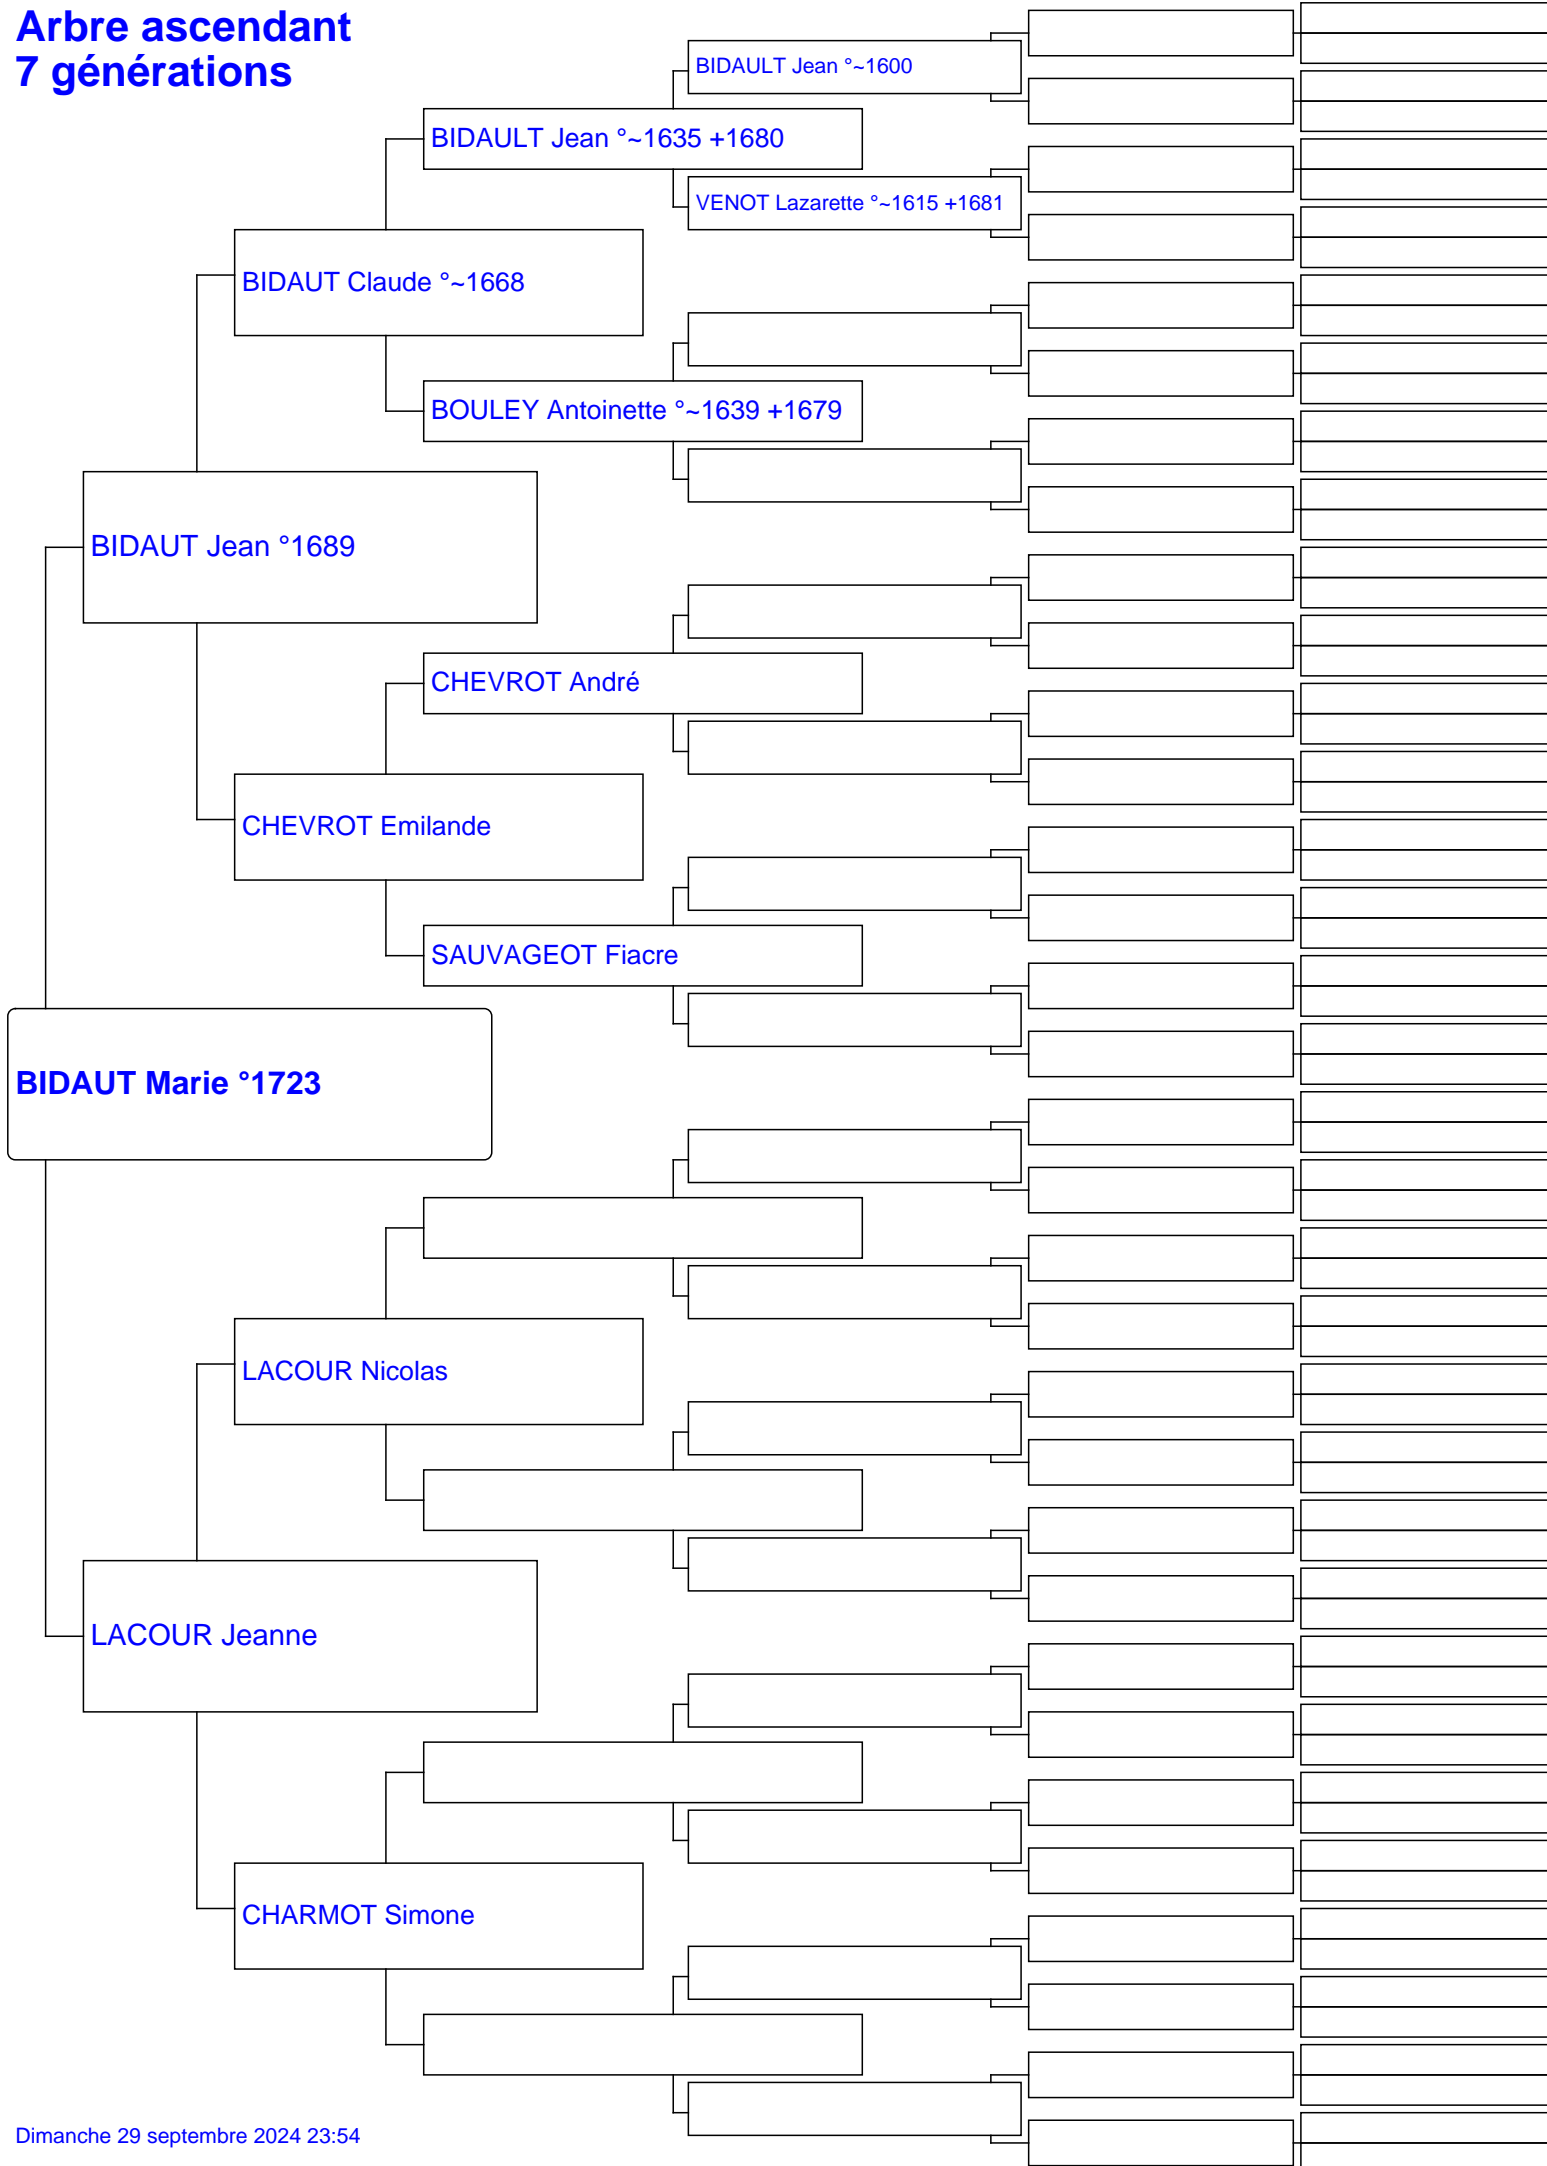 Arbre ascendant
7 générations
BIDAULT Jean °~1600
BIDAULT Jean °~1635 +1680
VENOT Lazarette °~1615 +1681
BIDAUT Claude °~1668
BOULEY Antoinette °~1639 +1679
BIDAUT Jean °1689
CHEVROT André
CHEVROT Emilande
SAUVAGEOT Fiacre
BIDAUT Marie °1723
LACOUR Nicolas
LACOUR Jeanne
CHARMOT Simone
Dimanche 29 septembre 2024 23:54